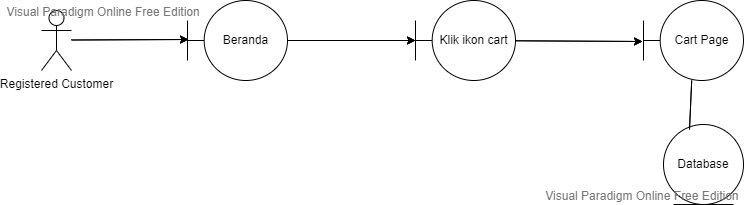 Visual Paradigm Online Free Edition
Beranda
Klik ikon cart
Cart Page
Registered Customer
Database
Visual Paradigm Online Free Edition